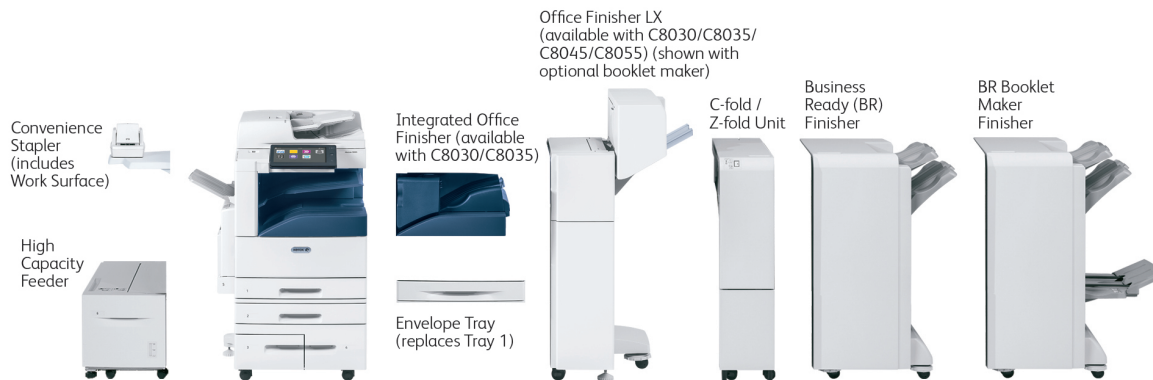 Convenience
Stapler
(includes
Work Surface)
High
Capacity
Feeder
Integrated Office
Finisher (available
with C8030/C8035)
Envelope Tray
(replaces Tray 1)
Office Finisher LX
(available with C8030/C8035/
C8045/C8055) (shown with
optional booklet maker)
C-fold /
Z-fold Unit
Business
Ready (BR)
Finisher
BR Booklet
Maker
Finisher